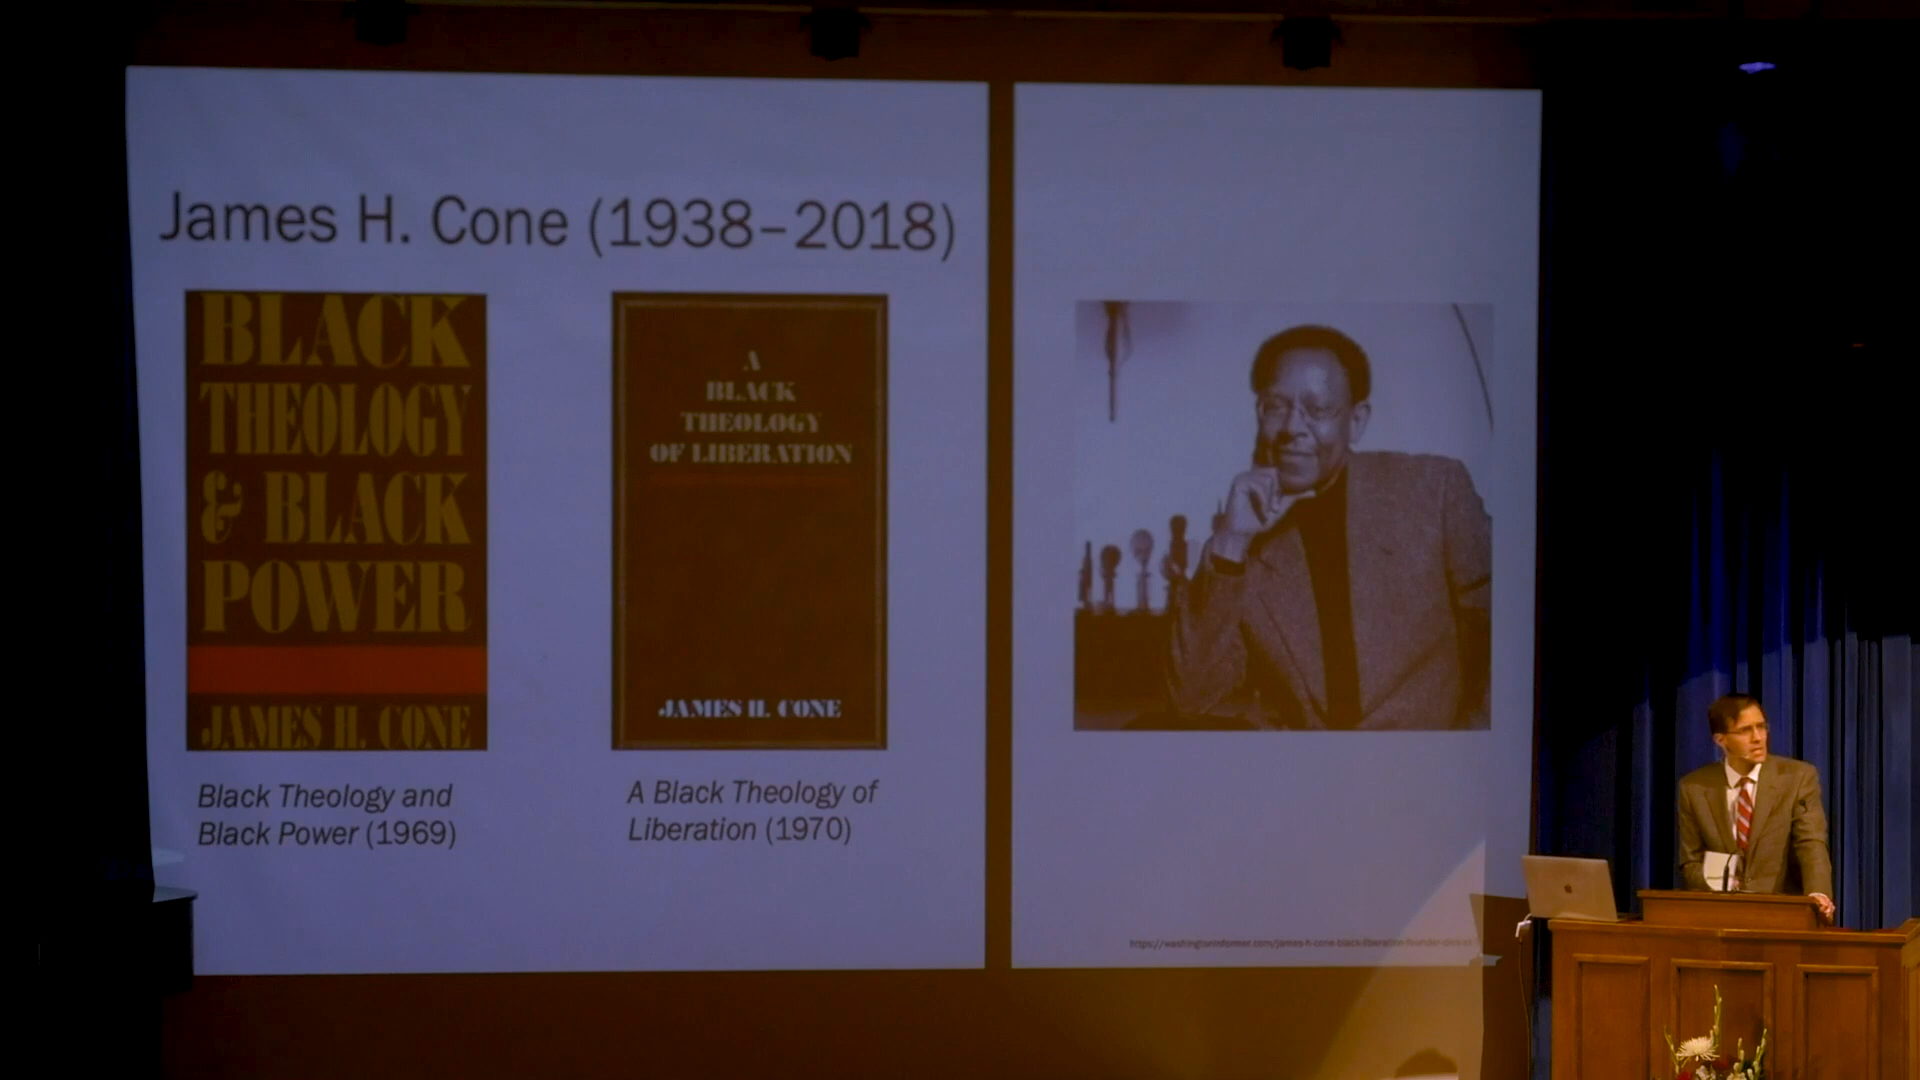 James H. Cone (1938–2018)
BLACK
THEOLOGY
& BLACK
POWER
JAMES H. CONE
A
BLACK
THEOLOGY
OF LIBERATION
JAMES H. CONE
Black Theology and
Black Power (1969)
A Black Theology of
Liberation (1970)